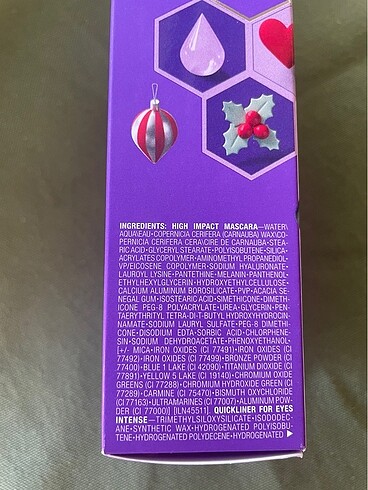 INGREDIENTS: HIGH IMPACT MASCARA—WATER\
AQUA\EAU•COPERNICIA CERIFERA (CARNAUBA) WAX\CO-
PERNICIA CERIFERA CERA\CIRE DE CARNAUBA•STEA-
RIC ACID•GLYCERYL STEARATE•POLYISOBUTENE•SILICA•
ACRYLATES COPOLYMER•AMINOMETHYL PROPANEDIOL•
VP/EICOSENE COPOLYMER•SODIUM HYALURONATE•
LAUROYL LYSINE•PANTETHINE•MELANIN•PANTHENOL•
ETHYLHEXYLGLYCERIN•HYDROXYETHYLCELLULOSE•
CALCIUM ALUMINUM BOROSILICATE•PVP•ACACIA SE-
NEGAL GUM•ISOSTEARIC ACID•SIMETHICONE•DIMETH-
ICONE PEG-8 POLYACRYLATE•UREA•GLYCERIN•PEN-
TAERYTHRITYL TETRA-DI-T-BUTYL HYDROXYHYDROCIN-
NAMATE•SODIUM LAURYL SULFATE•PEG-8 DIMETHI-
CONE•DISODIUM EDTA•SORBIC ACID•CHLORPHENE-
SIN•SODIUM DEHYDROACETATE•PHENOXYETHANOL•
[+/- MICA•IRON OXIDES (CI 77491)•IRON OXIDES (CI
77492)•IRON OXIDES (CI 77499)•BRONZE POWDER (CI
77400)•BLUE 1 LAKE (CI 42090)•TITANIUM DIOXIDE (CI
77891)•YELLOW 5 LAKE (CI 19140)•CHROMIUM OXIDE
GREENS (CI 77288)•CHROMIUM HYDROXIDE GREEN (CI
77289)•CARMINE (CI 75470)•BISMUTH OXYCHLORIDE
(CI 77163)•ULTRAMARINES (CI 77007)•ALUMINUM POW-
DER (CI 77000)] [ILN45511] QUICKLINER FOR EYES
INTENSE—TRIMETHYLSILOXYSILICATE•ISODODEC-
ANE•SYNTHETIC WAX•HYDROGENATED POLYISOBU-
TENE•HYDROGENATED POLYDECENE•HYDROGENATED ▶